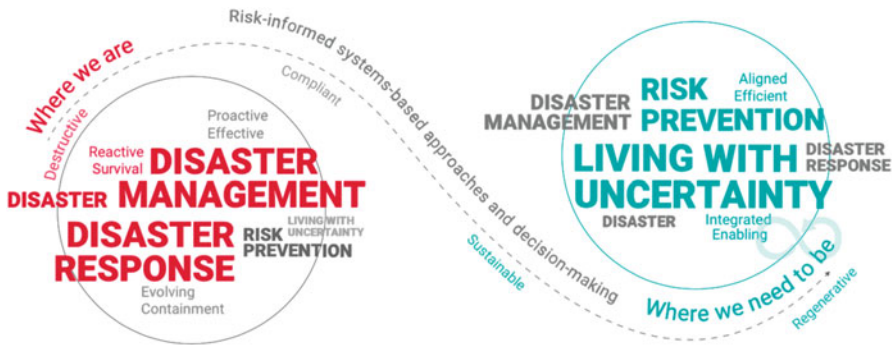 Where we are
Risk-informed systems-based approaches and decision-making
Destructive
Compliant
Sustainable
Regenerative
Where we need to be
Proactive
Effective
Reactive
Survival
DISASTER
MANAGEMENT
DISASTER
DISASTER
RESPONSE
RISK
PREVENTION
LIVING WITH
UNCERTAINTY
Evolving
Containment
DISASTER
MANAGEMENT
RISK
PREVENTION
Aligned
Efficient
LIVING WITH
UNCERTAINTY
DISASTER
RESPONSE
DISASTER
Integrated
Enabling